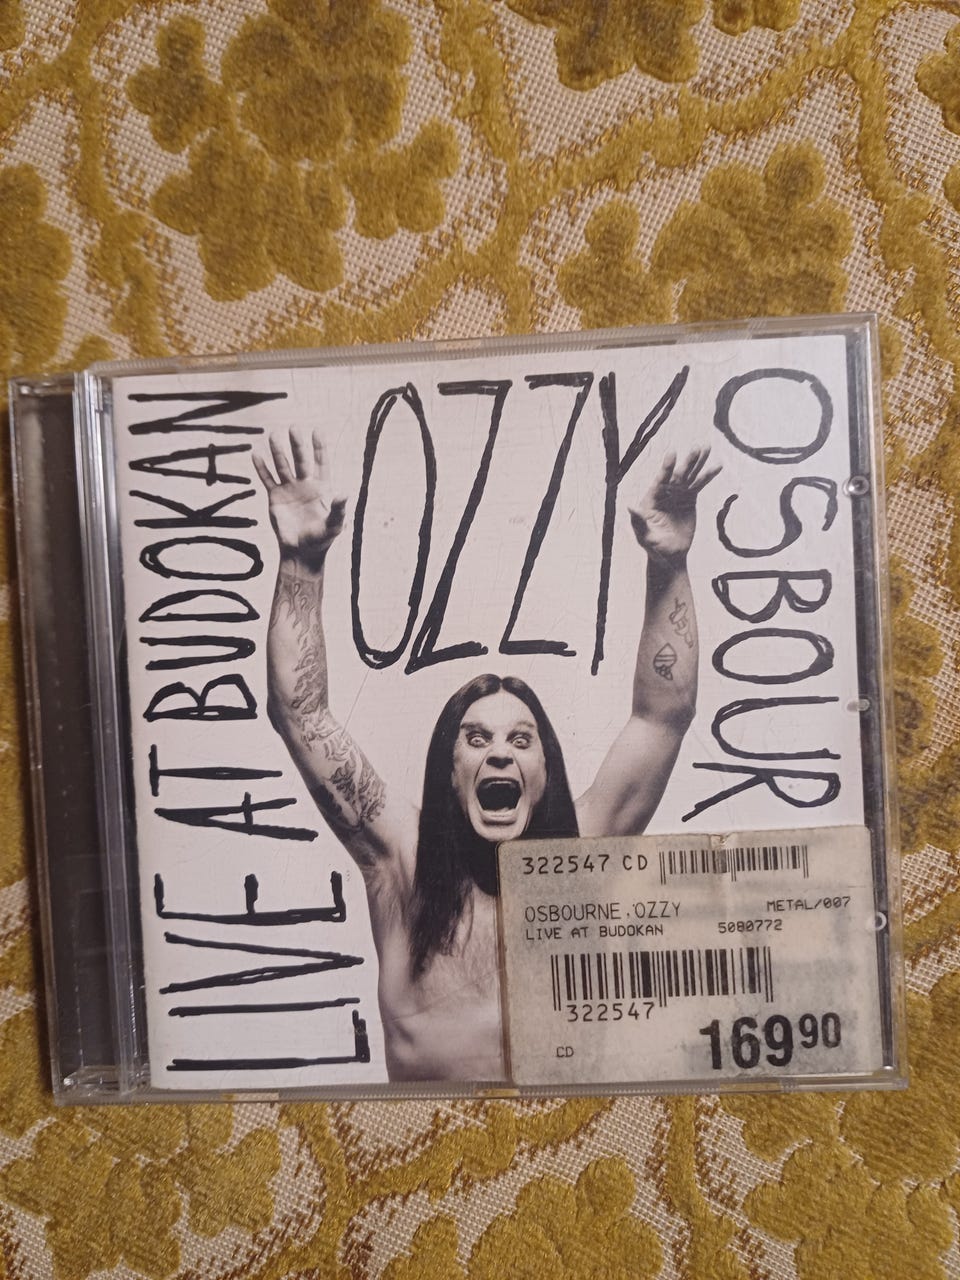 LIVE AT BUDOKAN
OZZY
OSBOUR
322547 CD
OSBOURNE, OZZY METAL/007
LIVE AT BUDOKAN 5080772
322547
CD 169 90